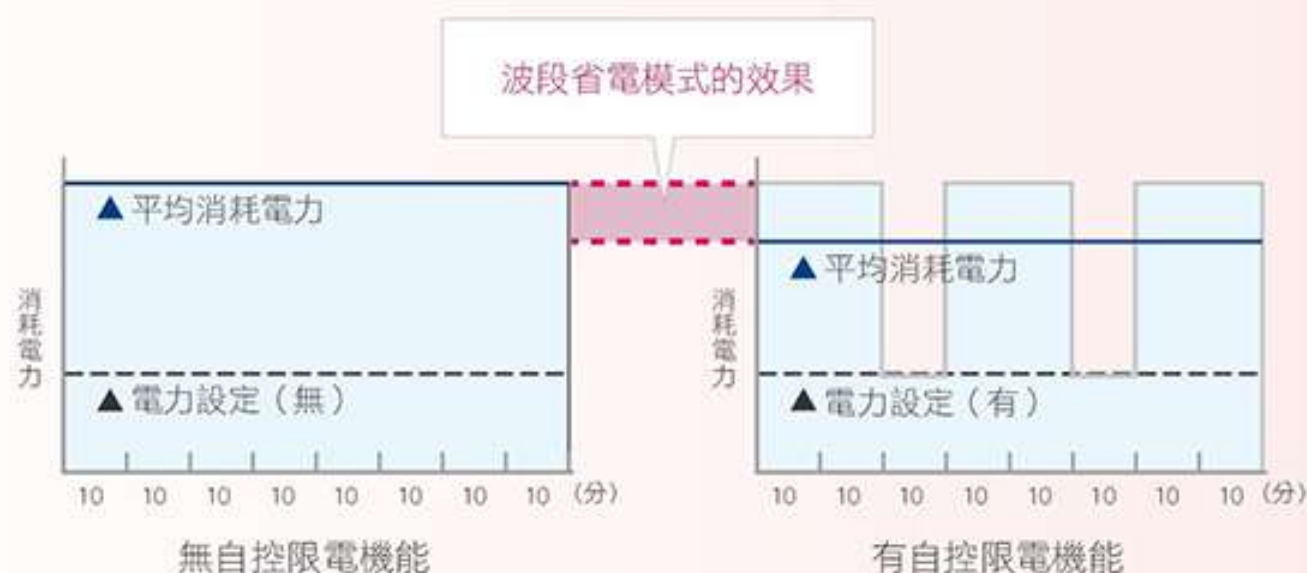 波段省電模式的效果
▲ 平均消耗電力
▲ 電力設定（無）
消耗電力
10 10 10 10 10 10 10 10 (分)
無自控限電機能
▲ 平均消耗電力
▲ 電力設定（有）
消耗電力
10 10 10 10 10 10 10 10 (分)
有自控限電機能